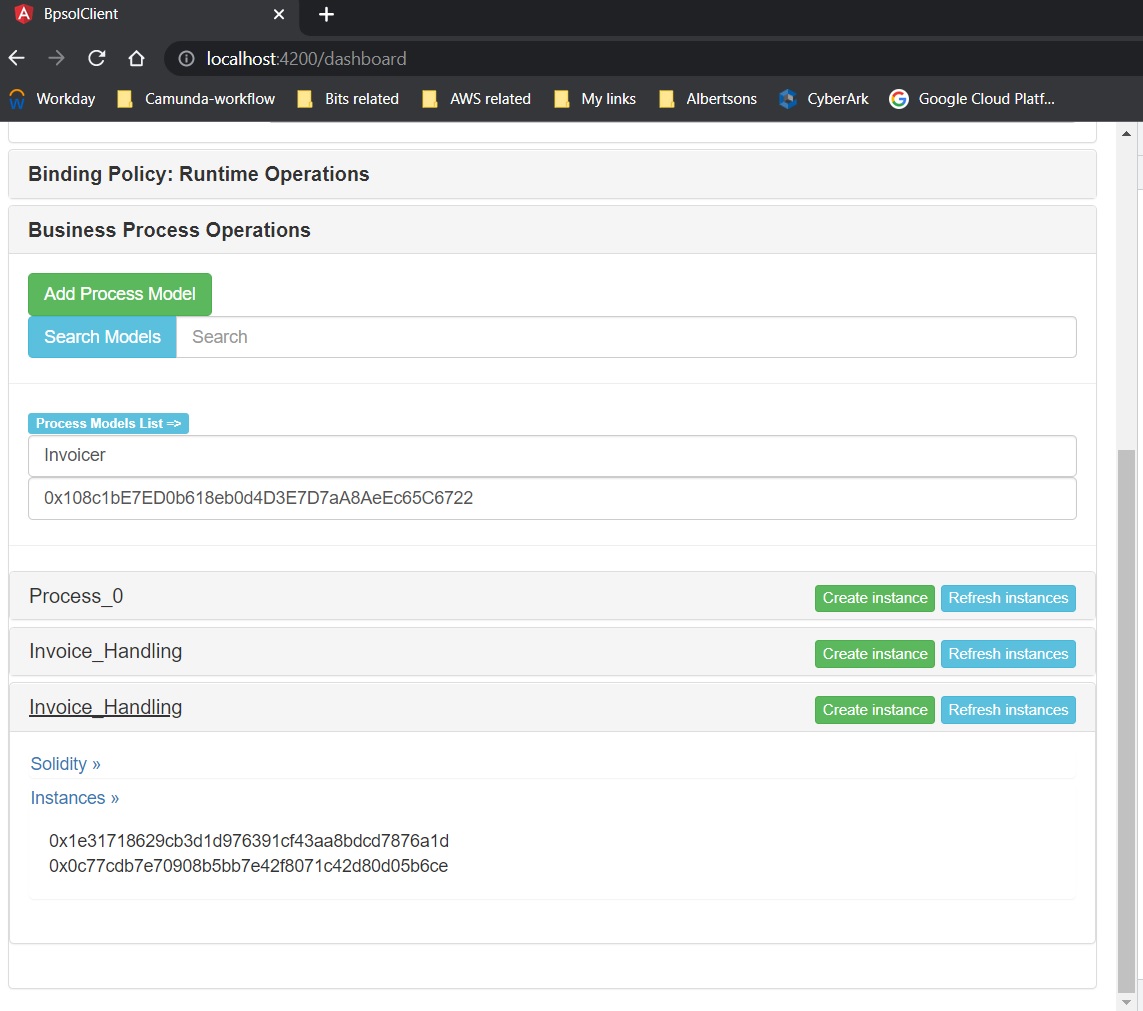 BpsolClient
localhost:4200/dashboard
Workday Camunda-workflow Bits related AWS related My links Albertsons CyberArk Google Cloud Platf...
Binding Policy: Runtime Operations
Business Process Operations
Add Process Model
Search Models Search
Process Models List =>
Invoicer
0x108c1bE7ED0b618eb0d4D3E7D7aA8AeEc65C6722
Process_0 Create instance Refresh instances
Invoice_Handling Create instance Refresh instances
Invoice_Handling Create instance Refresh instances
Solidity »
Instances »
0x1e31718629cb3d1d976391cf43aa8bdcd7876a1d
0x0c77cdb7e70908b5bb7e42f8071c42d80d05b6ce